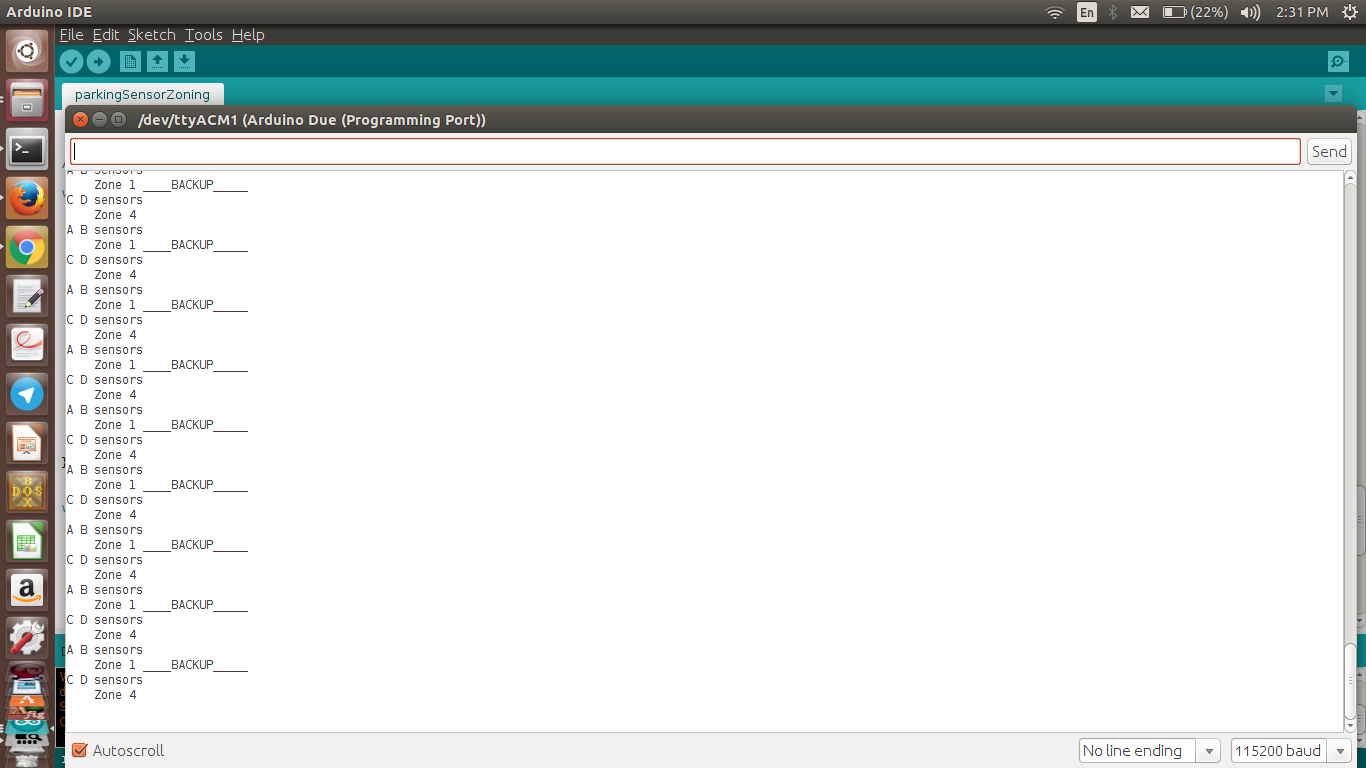 Arduino IDE
En
(22%)
2:31 PM
File Edit Sketch Tools Help
parkingSensorZoning
/dev/ttyACM1 (Arduino Due (Programming Port))
Send
A B sensors
Zone 1 ____BACKUP_____
C D sensors
Zone 4
A B sensors
Zone 1 ____BACKUP_____
C D sensors
Zone 4
A B sensors
Zone 1 ____BACKUP_____
C D sensors
Zone 4
A B sensors
Zone 1 ____BACKUP_____
C D sensors
Zone 4
A B sensors
Zone 1 ____BACKUP_____
C D sensors
Zone 4
A B sensors
Zone 1 ____BACKUP_____
C D sensors
Zone 4
A B sensors
Zone 1 ____BACKUP_____
C D sensors
Zone 4
A B sensors
Zone 1 ____BACKUP_____
C D sensors
Zone 4
A B sensors
Zone 1 ____BACKUP_____
C D sensors
Zone 4
Autoscroll
No line ending
115200 baud